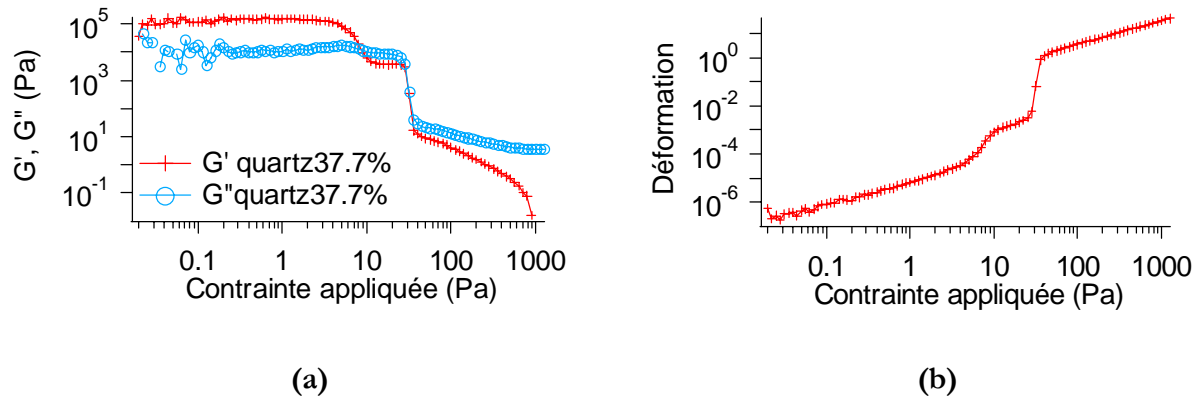 G', G'' (Pa)
10^5
10^3
10^1
10^-1
G' quartz37.7%
G''quartz37.7%
0.1 1 10 100 1000
Contrainte appliquée (Pa)
(a)
Déformation
10^0
10^-2
10^-4
10^-6
0.1 1 10 100 1000
Contrainte appliquée (Pa)
(b)